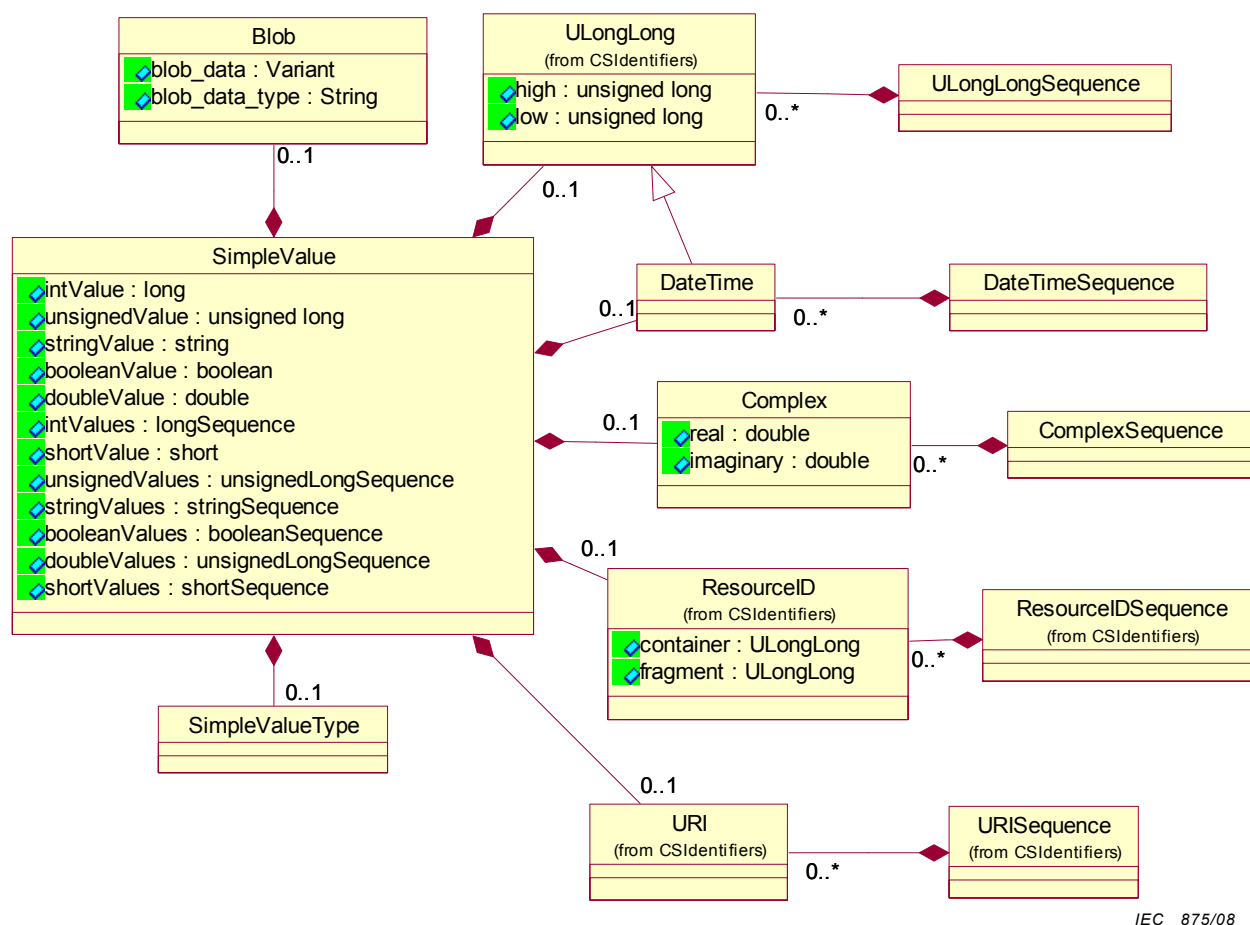 Blob
blob_data : Variant
blob_data_type : String
0..1
ULongLong
(from CSIdentifiers)
high : unsigned long
low : unsigned long
0..*
ULongLongSequence
0..1
SimpleValue
intValue : long
unsignedValue : unsigned long
stringValue : string
booleanValue : boolean
doubleValue : double
intValues : longSequence
shortValue : short
unsignedValues : unsignedLongSequence
stringValues : stringSequence
booleanValues : booleanSequence
doubleValues : unsignedLongSequence
shortValues : shortSequence
DateTime
0..1
0..*
DateTimeSequence
Complex
real : double
imaginary : double
0..1
0..*
ComplexSequence
0..1
ResourceID
(from CSIdentifiers)
container : ULongLong
fragment : ULongLong
0..*
ResourceIDSequence
(from CSIdentifiers)
0..1
SimpleValueType
0..1
URI
(from CSIdentifiers)
0..*
URISequence
(from CSIdentifiers)
IEC 875/08